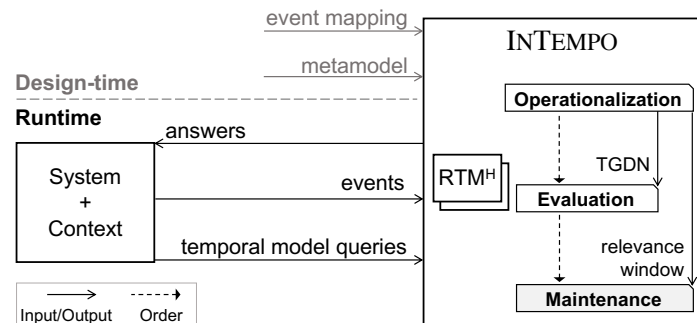 event mapping
INTEMPO
metamodel
Design-time
Operationalization
Runtime
answers
TGDN
System
+
Context
RTMH
events
Evaluation
temporal model queries
relevance
window
Maintenance
Input/Output
Order